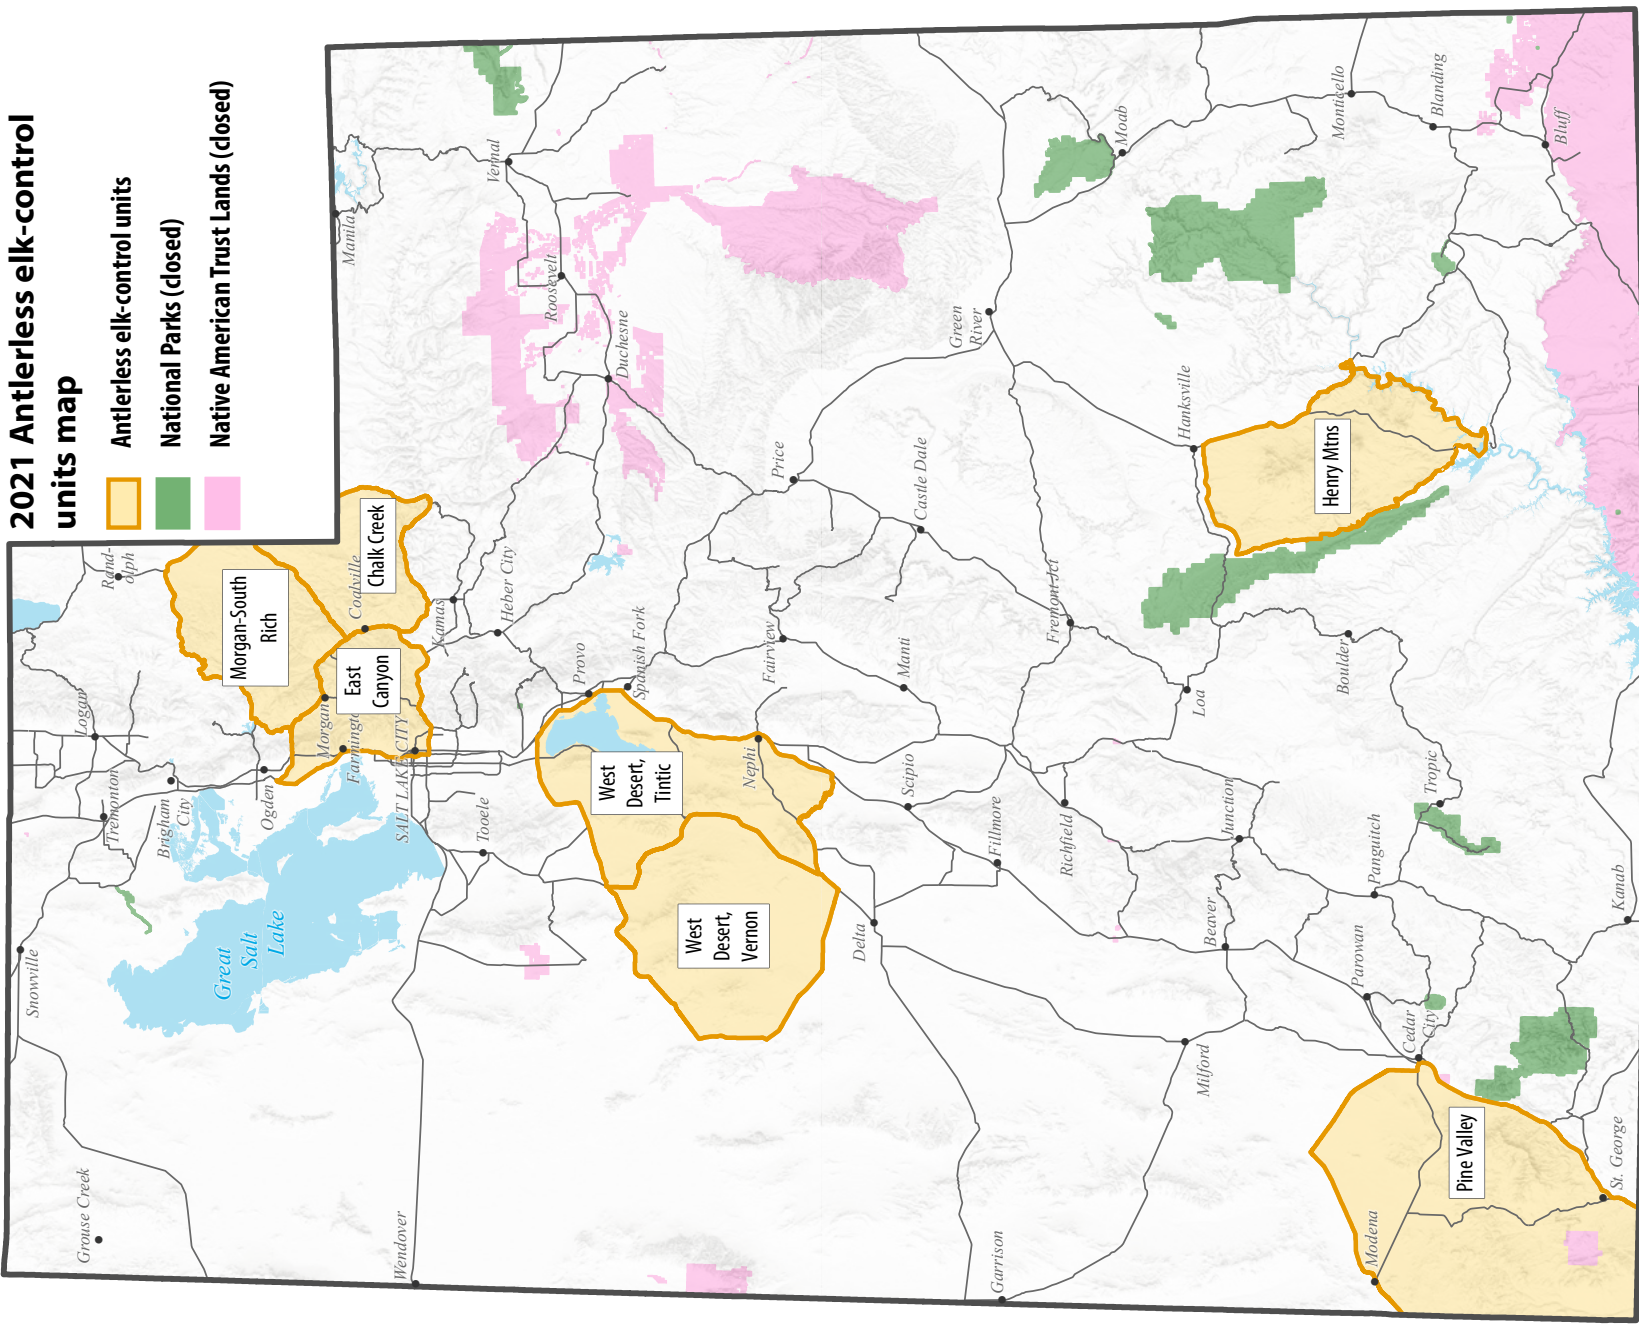 2021 Antlerless elk-control
units map
Antlerless elk-control units
National Parks (closed)
Native American Trust Lands (closed)
Snowville
Grouse Creek
Tremonton
Logan
Rand-
olph
Brigham
City
Ogden
Great
Salt
Lake
Morgan-South
Rich
Morgan
East
Canyon
Coalville
Chalk Creek
Farmingto
SALT LAKE CITY
Wendover
Tooele
Kamas
Heber City
Manila
Vernal
Roosevelt
Duchesne
Provo
Spanish Fork
West
Desert,
Tintic
West
Desert,
Vernon
Nephi
Fairview
Price
Castle Dale
Manti
Scipio
Delta
Fillmore
Garrison
Green
River
Moab
Fremont Jct
Richfield
Loa
Hanksville
Henry Mtns
Milford
Beaver
Junction
Monticello
Blanding
Bluff
Boulder
Tropic
Panguitch
Parowan
Cedar
City
Modena
Pine Valley
St. George
Kanab